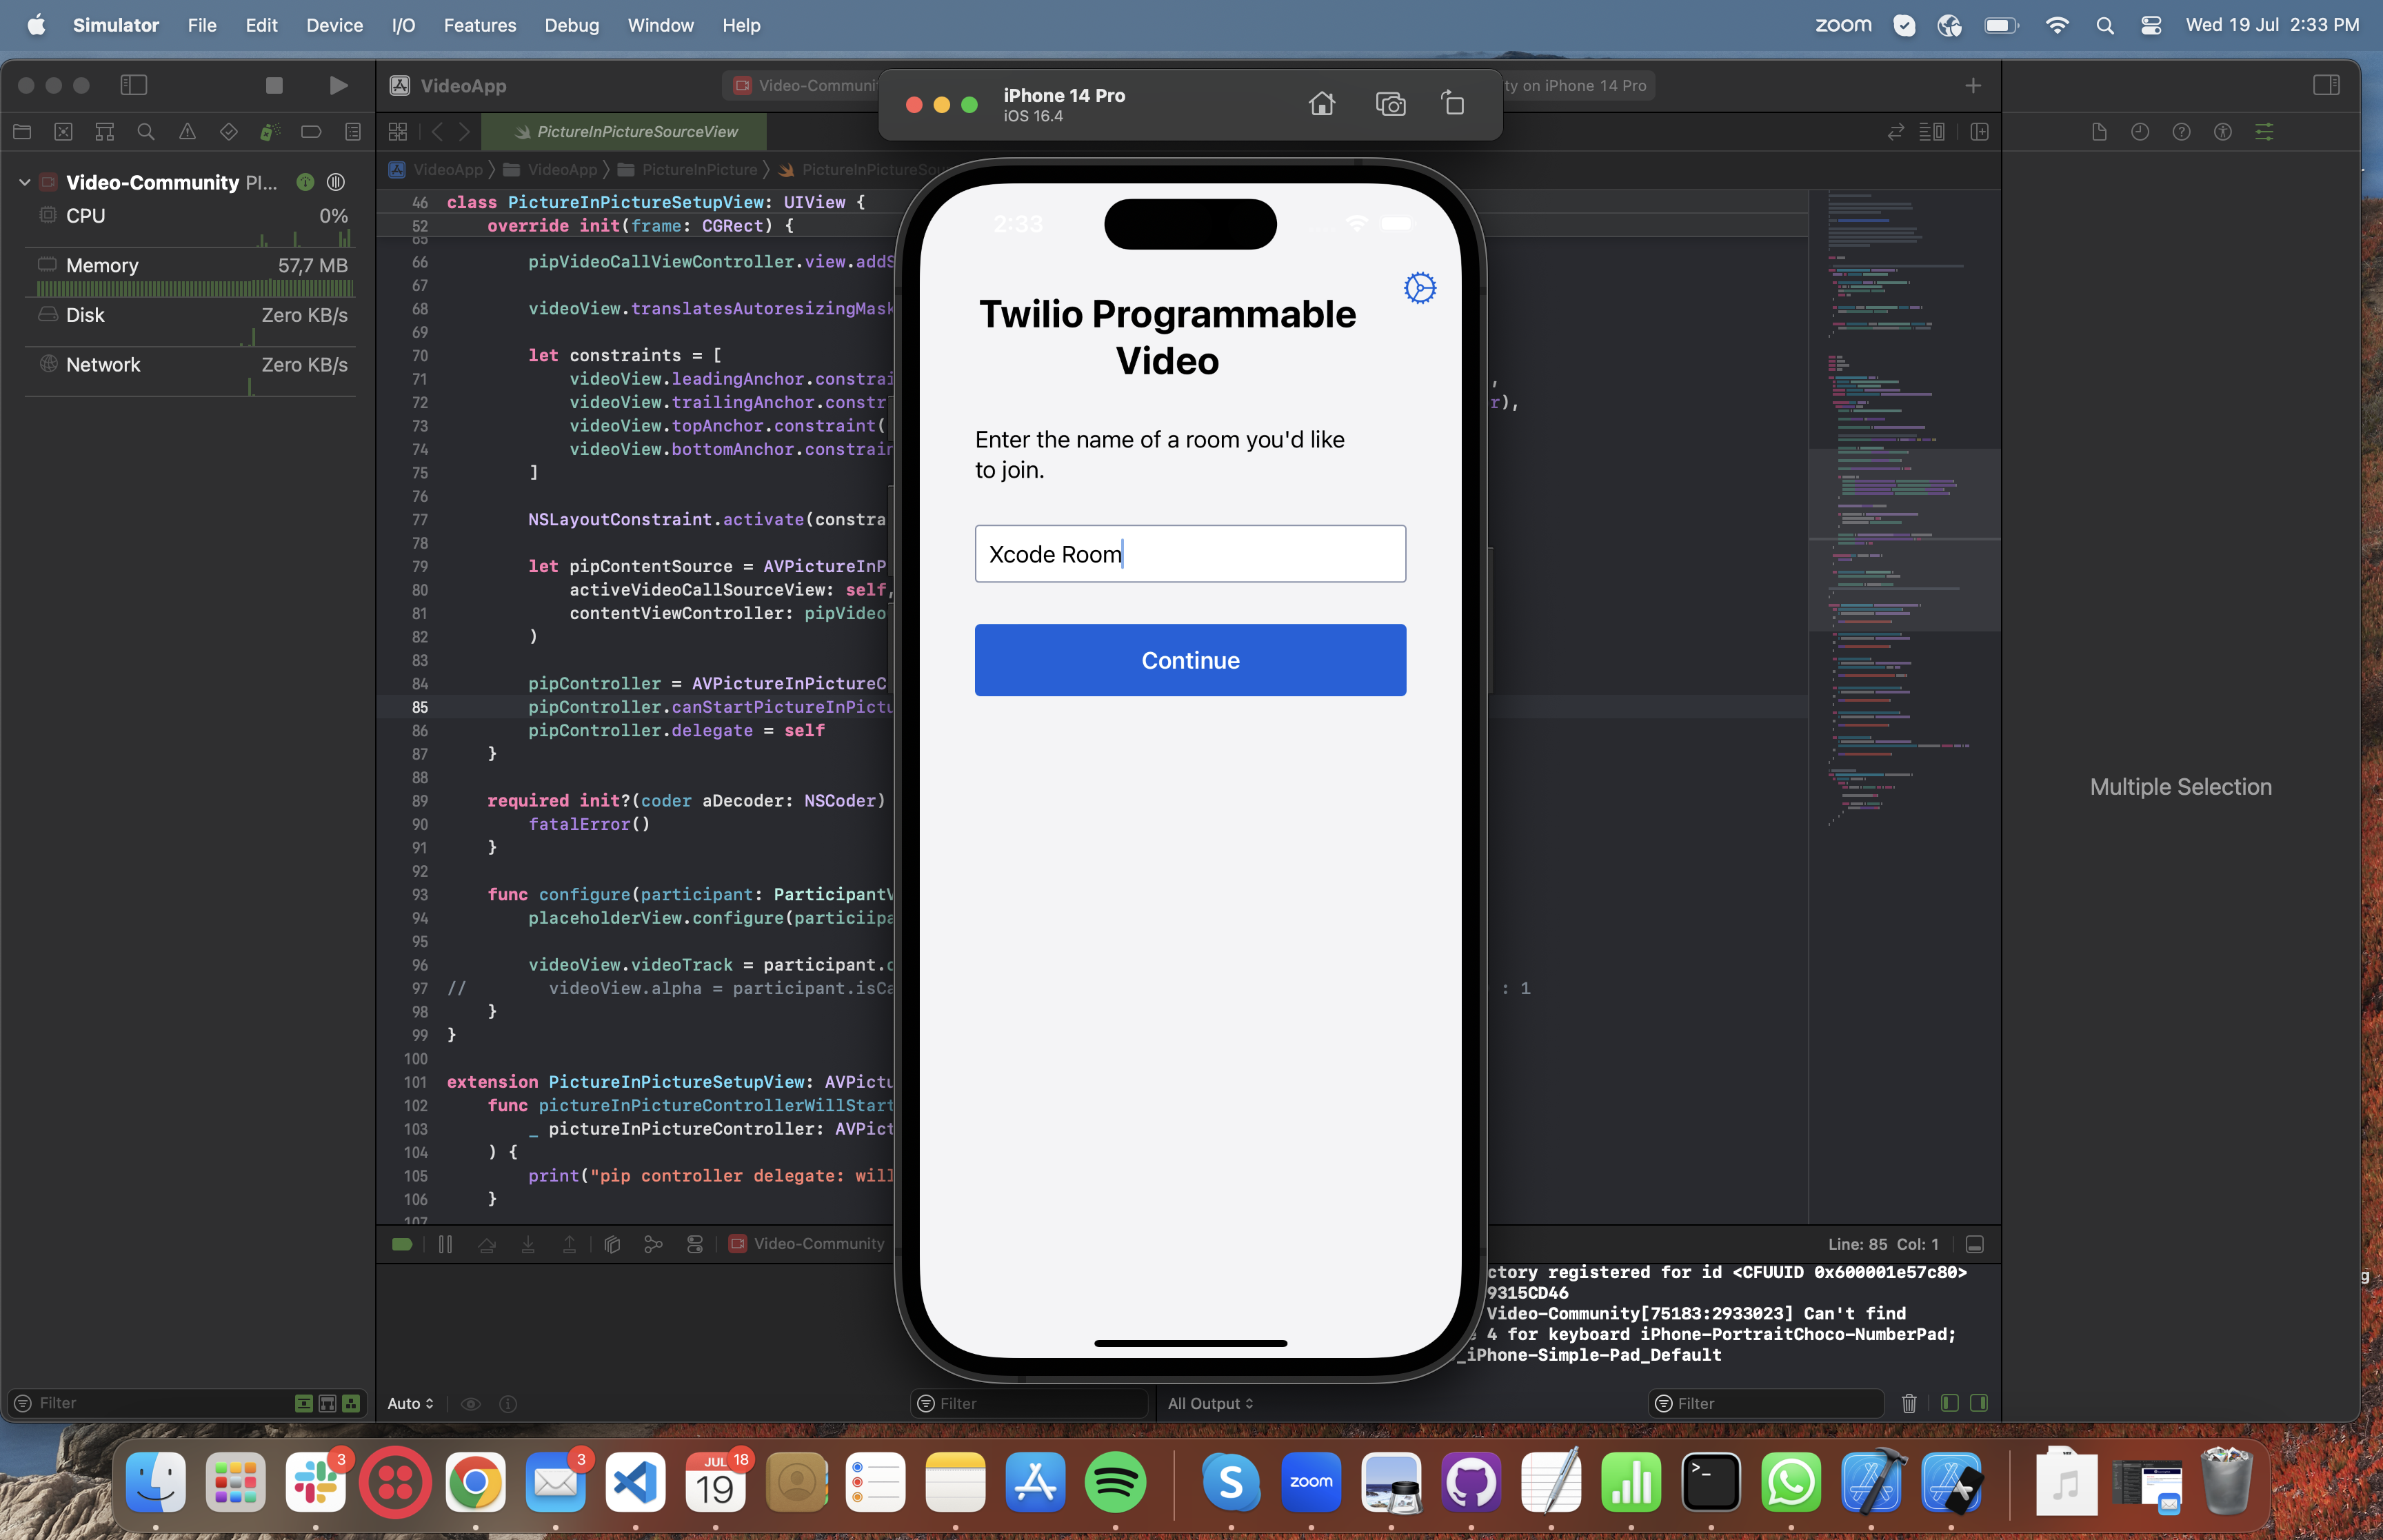 Simulator File Edit Device I/O Features Debug Window Help
zoom Wed 19 Jul 2:33 PM
VideoApp
Video-Communi
ty on iPhone 14 Pro
iPhone 14 Pro
iOS 16.4
PictureInPictureSourceView
VideoApp VideoApp PictureInPicture PictureInPictureSou
Video-Community PI...
CPU 0%
Memory 57,7 MB
Disk Zero KB/s
Network Zero KB/s
46 class PictureInPictureSetupView: UIView {
52 override init(frame: CGRect) {
65
66 pipVideoCallViewController.view.addS
67
68 videoView.translatesAutoresizingMask
69
70 let constraints = [
71 videoView.leadingAnchor.constrai ,
72 videoView.trailingAnchor.constr r),
73 videoView.topAnchor.constraint(
74 videoView.bottomAnchor.constrain
75 ]
76
77 NSLayoutConstraint.activate(constra
78
79 let pipContentSource = AVPictureInP
80 activeVideoCallSourceView: self,
81 contentViewController: pipVideo
82 )
83
84 pipController = AVPictureInPictureC
85 pipController.canStartPictureInPictu
86 pipController.delegate = self
87 }
88
89 required init?(coder aDecoder: NSCoder)
90 fatalError()
91 }
92
93 func configure(participant: ParticipantV
94 placeholderView.configure(particiipa
95
96 videoView.videoTrack = participant.c
97 // videoView.alpha = participant.isCa : 1
98 }
99 }
100
101 extension PictureInPictureSetupView: AVPictu
102 func pictureInPictureControllerWillStart
103 _ pictureInPictureController: AVPict
104 ) {
105 print("pip controller delegate: will
106 }
107
2:33
Twilio Programmable
Video
Enter the name of a room you'd like
to join.
Xcode Room
Continue
Multiple Selection
Video-Community
Line: 85 Col: 1
ctory registered for id <CFUUID 0x600001e57c80>
9315CD46
Video-Community[75183:2933023] Can't find
4 for keyboard iPhone-PortraitChoco-NumberPad;
_iPhone-Simple-Pad_Default
Filter
Auto
Filter
All Output
Filter
3
3
JUL
18
19
S
zoom
>_